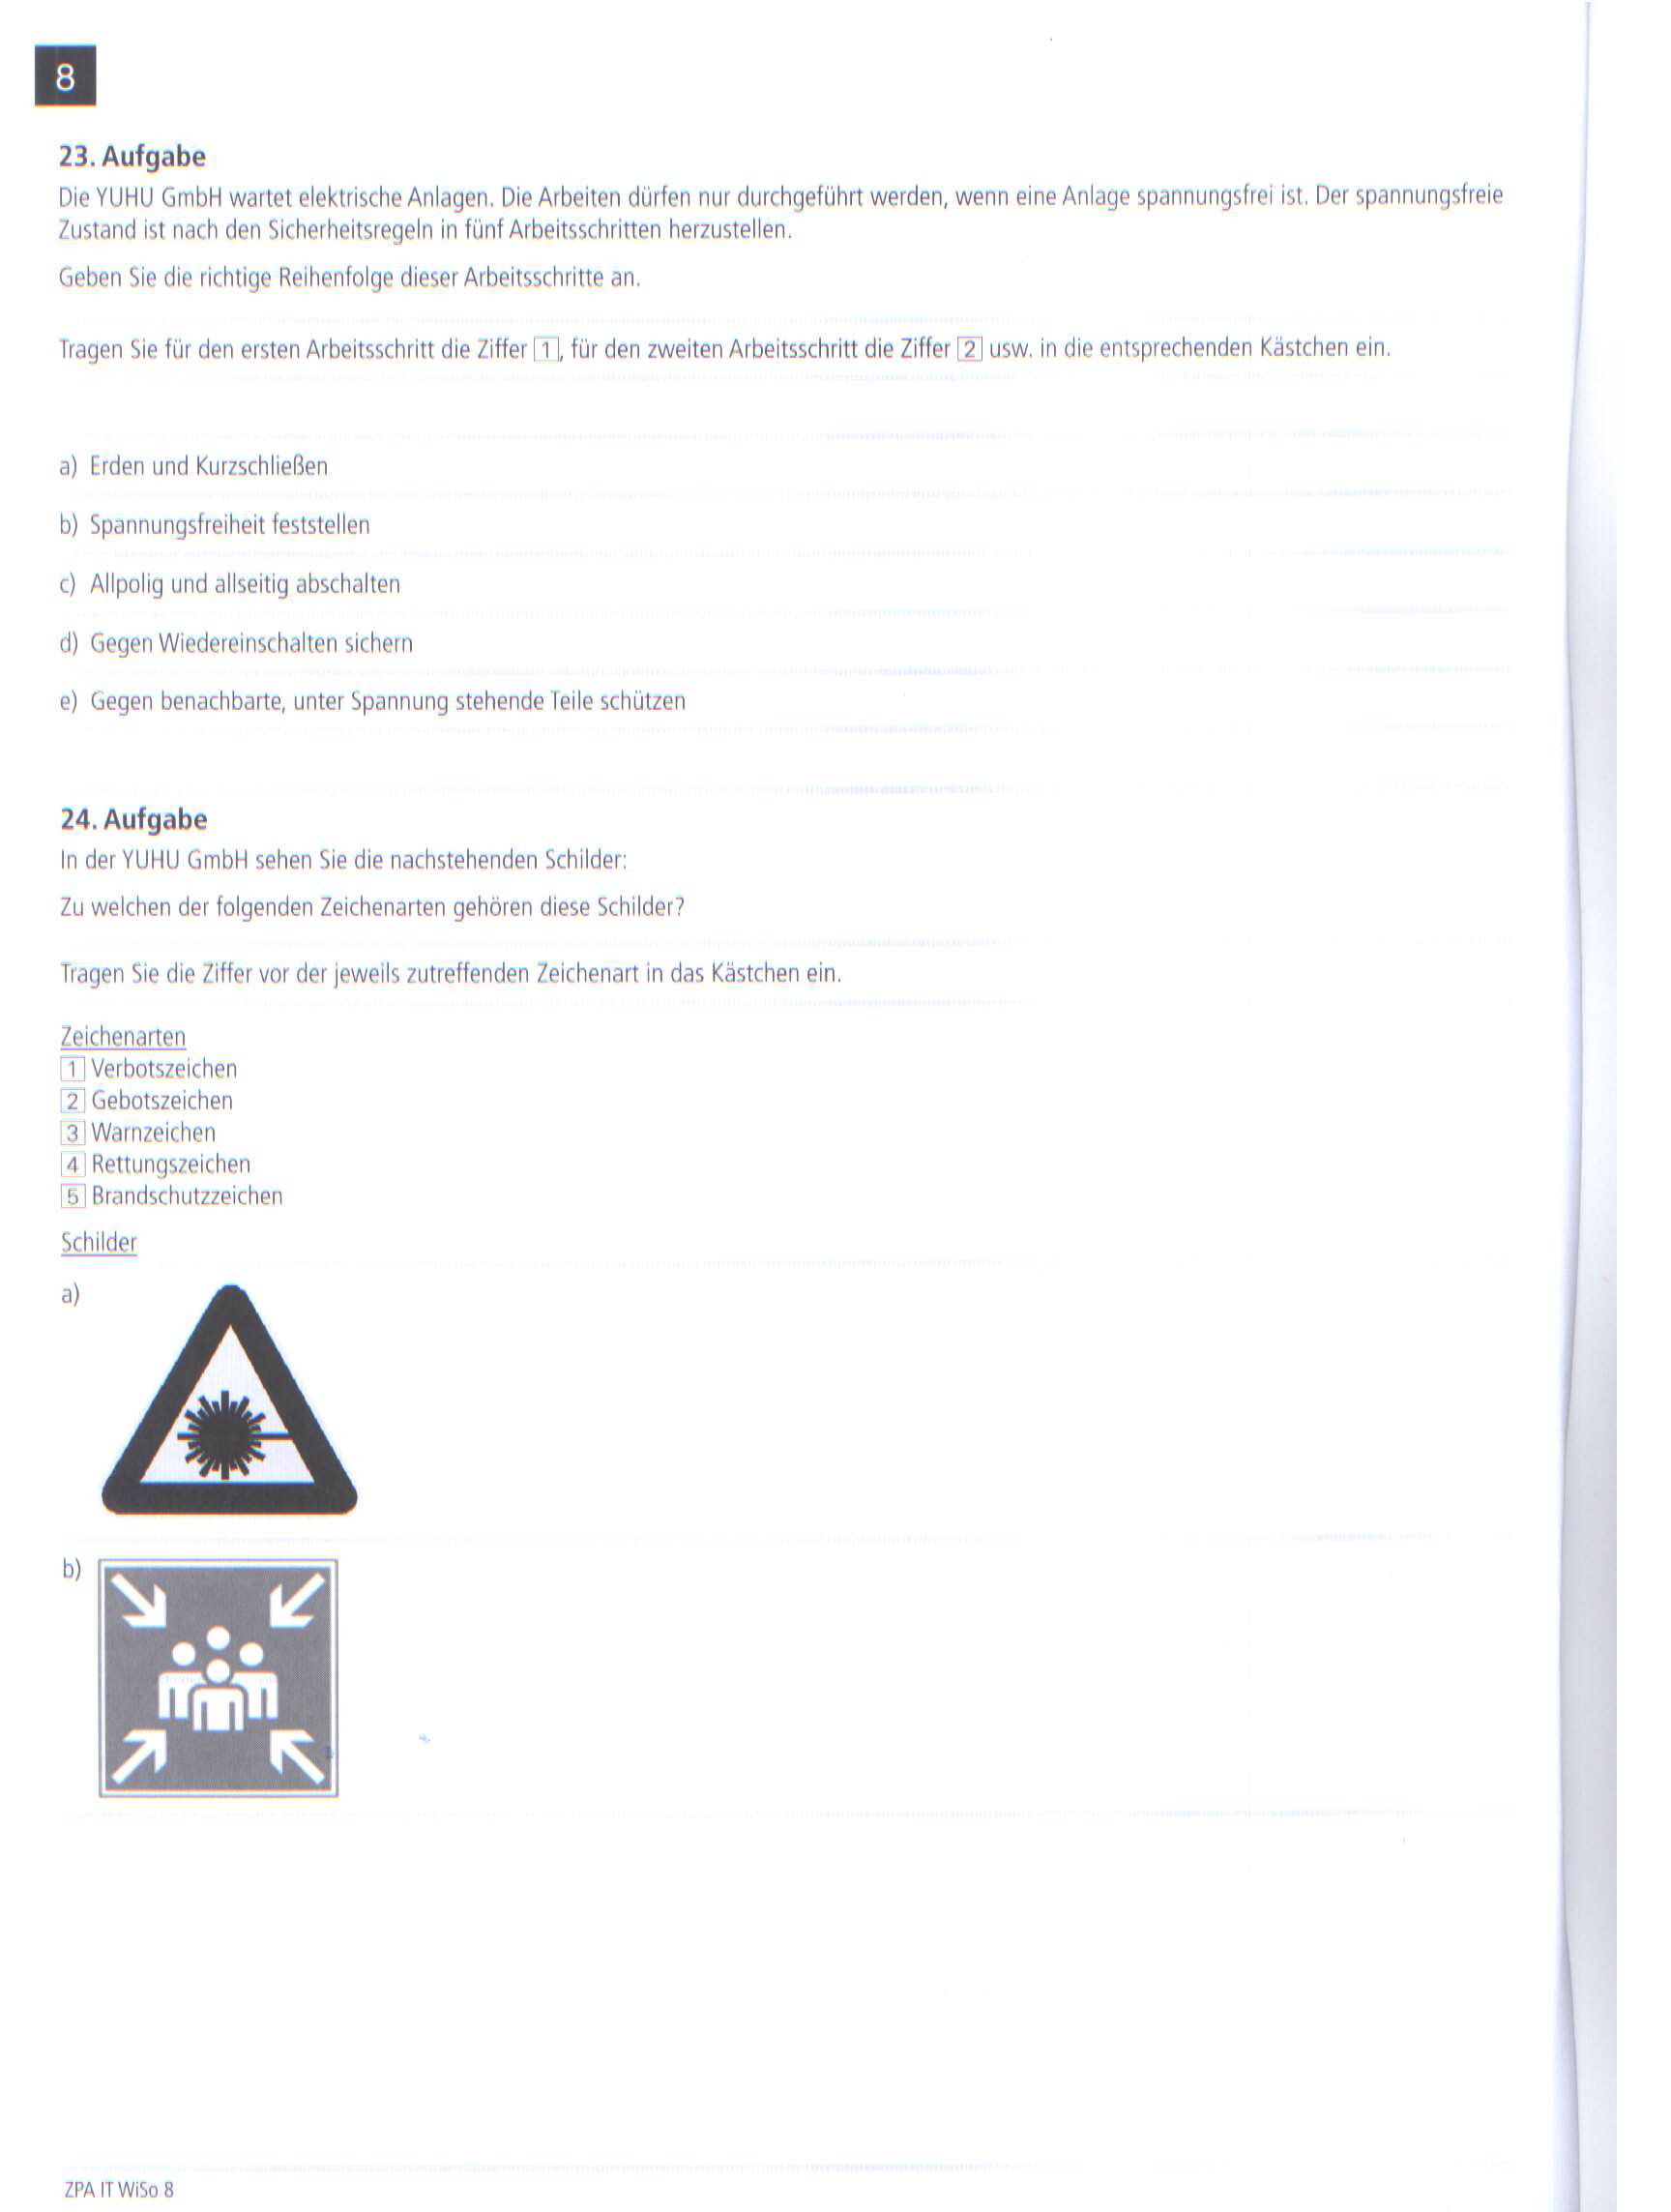 8
23. Aufgabe
Die YUHU GmbH wartet elektrische Anlagen. Die Arbeiten dürfen nur durchgeführt werden, wenn eine Anlage spannungsfrei ist. Der spannungsfreie
Zustand ist nach den Sicherheitsregeln in fünf Arbeitsschritten herzustellen.
Geben Sie die richtige Reihenfolge dieser Arbeitsschritte an.
Tragen Sie für den ersten Arbeitsschritt die Ziffer 1, für den zweiten Arbeitsschritt die Ziffer 2 usw. in die entsprechenden Kästchen ein.
a) Erden und Kurzschließen
b) Spannungsfreiheit feststellen
c) Allpolig und allseitig abschalten
d) Gegen Wiedereinschalten sichern
e) Gegen benachbarte, unter Spannung stehende Teile schützen
24. Aufgabe
In der YUHU GmbH sehen Sie die nachstehenden Schilder:
Zu welchen der folgenden Zeichenarten gehören diese Schilder?
Tragen Sie die Ziffer vor der jeweils zutreffenden Zeichenart in das Kästchen ein.
Zeichenarten
1 Verbotszeichen
2 Gebotszeichen
3 Warnzeichen
4 Rettungszeichen
5 Brandschutzzeichen
Schilder
a)
b)
ZPA IT WiSo 8